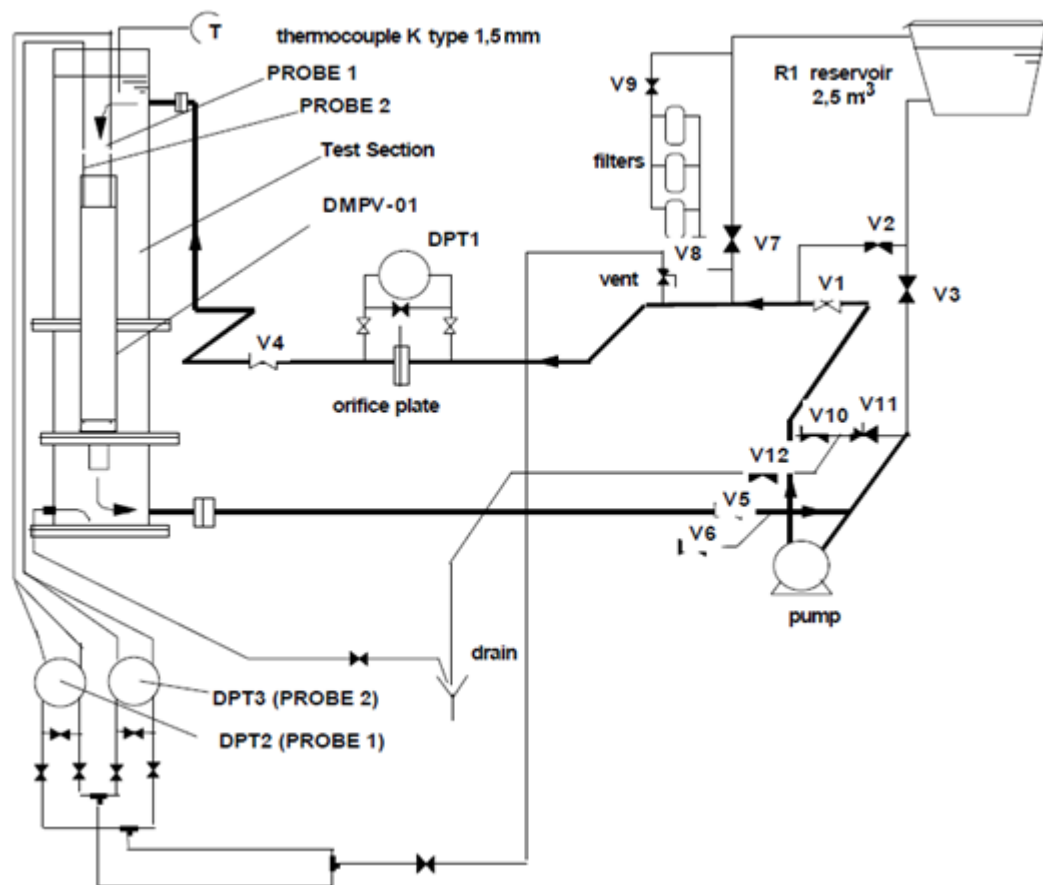 T
thermocouple K type 1,5 mm
PROBE 1
PROBE 2
Test Section
DMPV-01
R1 reservoir
2,5 m³
V9
filters
DPT1
V8
V7
V2
vent
V1
V3
V4
orifice plate
V10
V11
V12
V5
V6
pump
drain
DPT3 (PROBE 2)
DPT2 (PROBE 1)